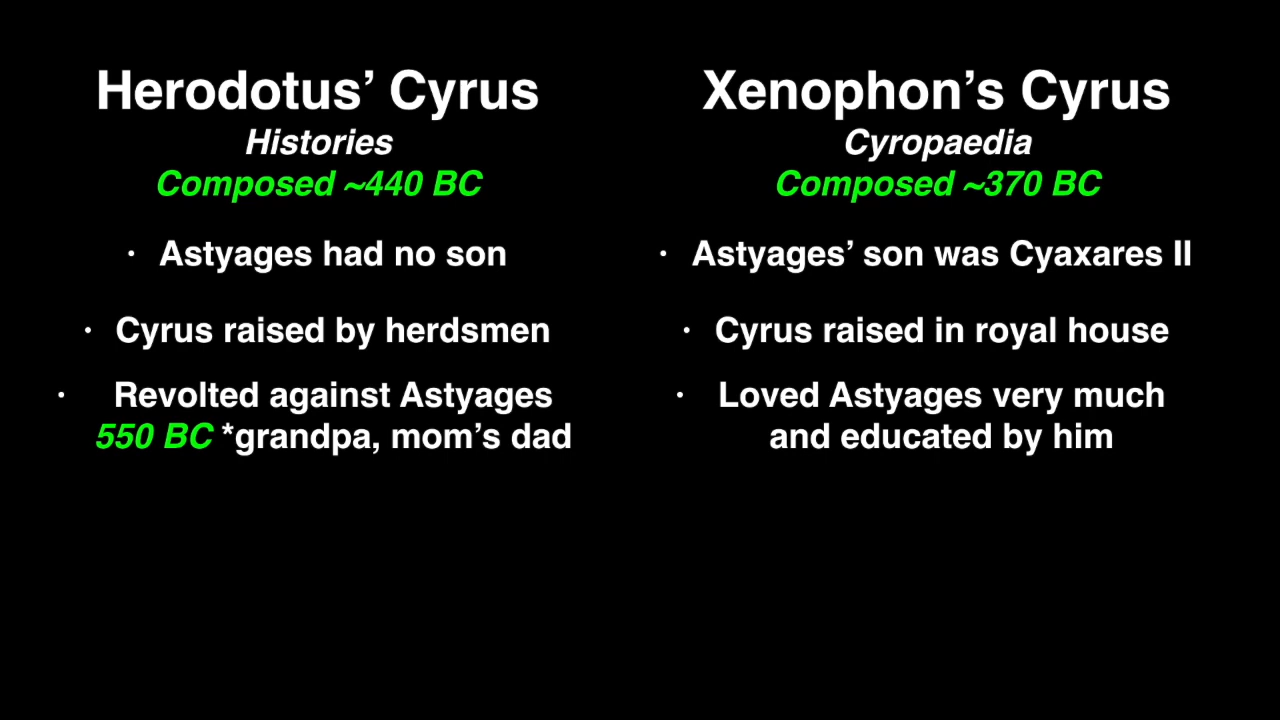 Herodotus’ Cyrus
Histories
Composed ~440 BC
• Astyages had no son
• Cyrus raised by herdsmen
• Revolted against Astyages
550 BC *grandpa, mom’s dad
Xenophon’s Cyrus
Cyropaedia
Composed ~370 BC
• Astyages’ son was Cyaxares II
• Cyrus raised in royal house
• Loved Astyages very much
and educated by him